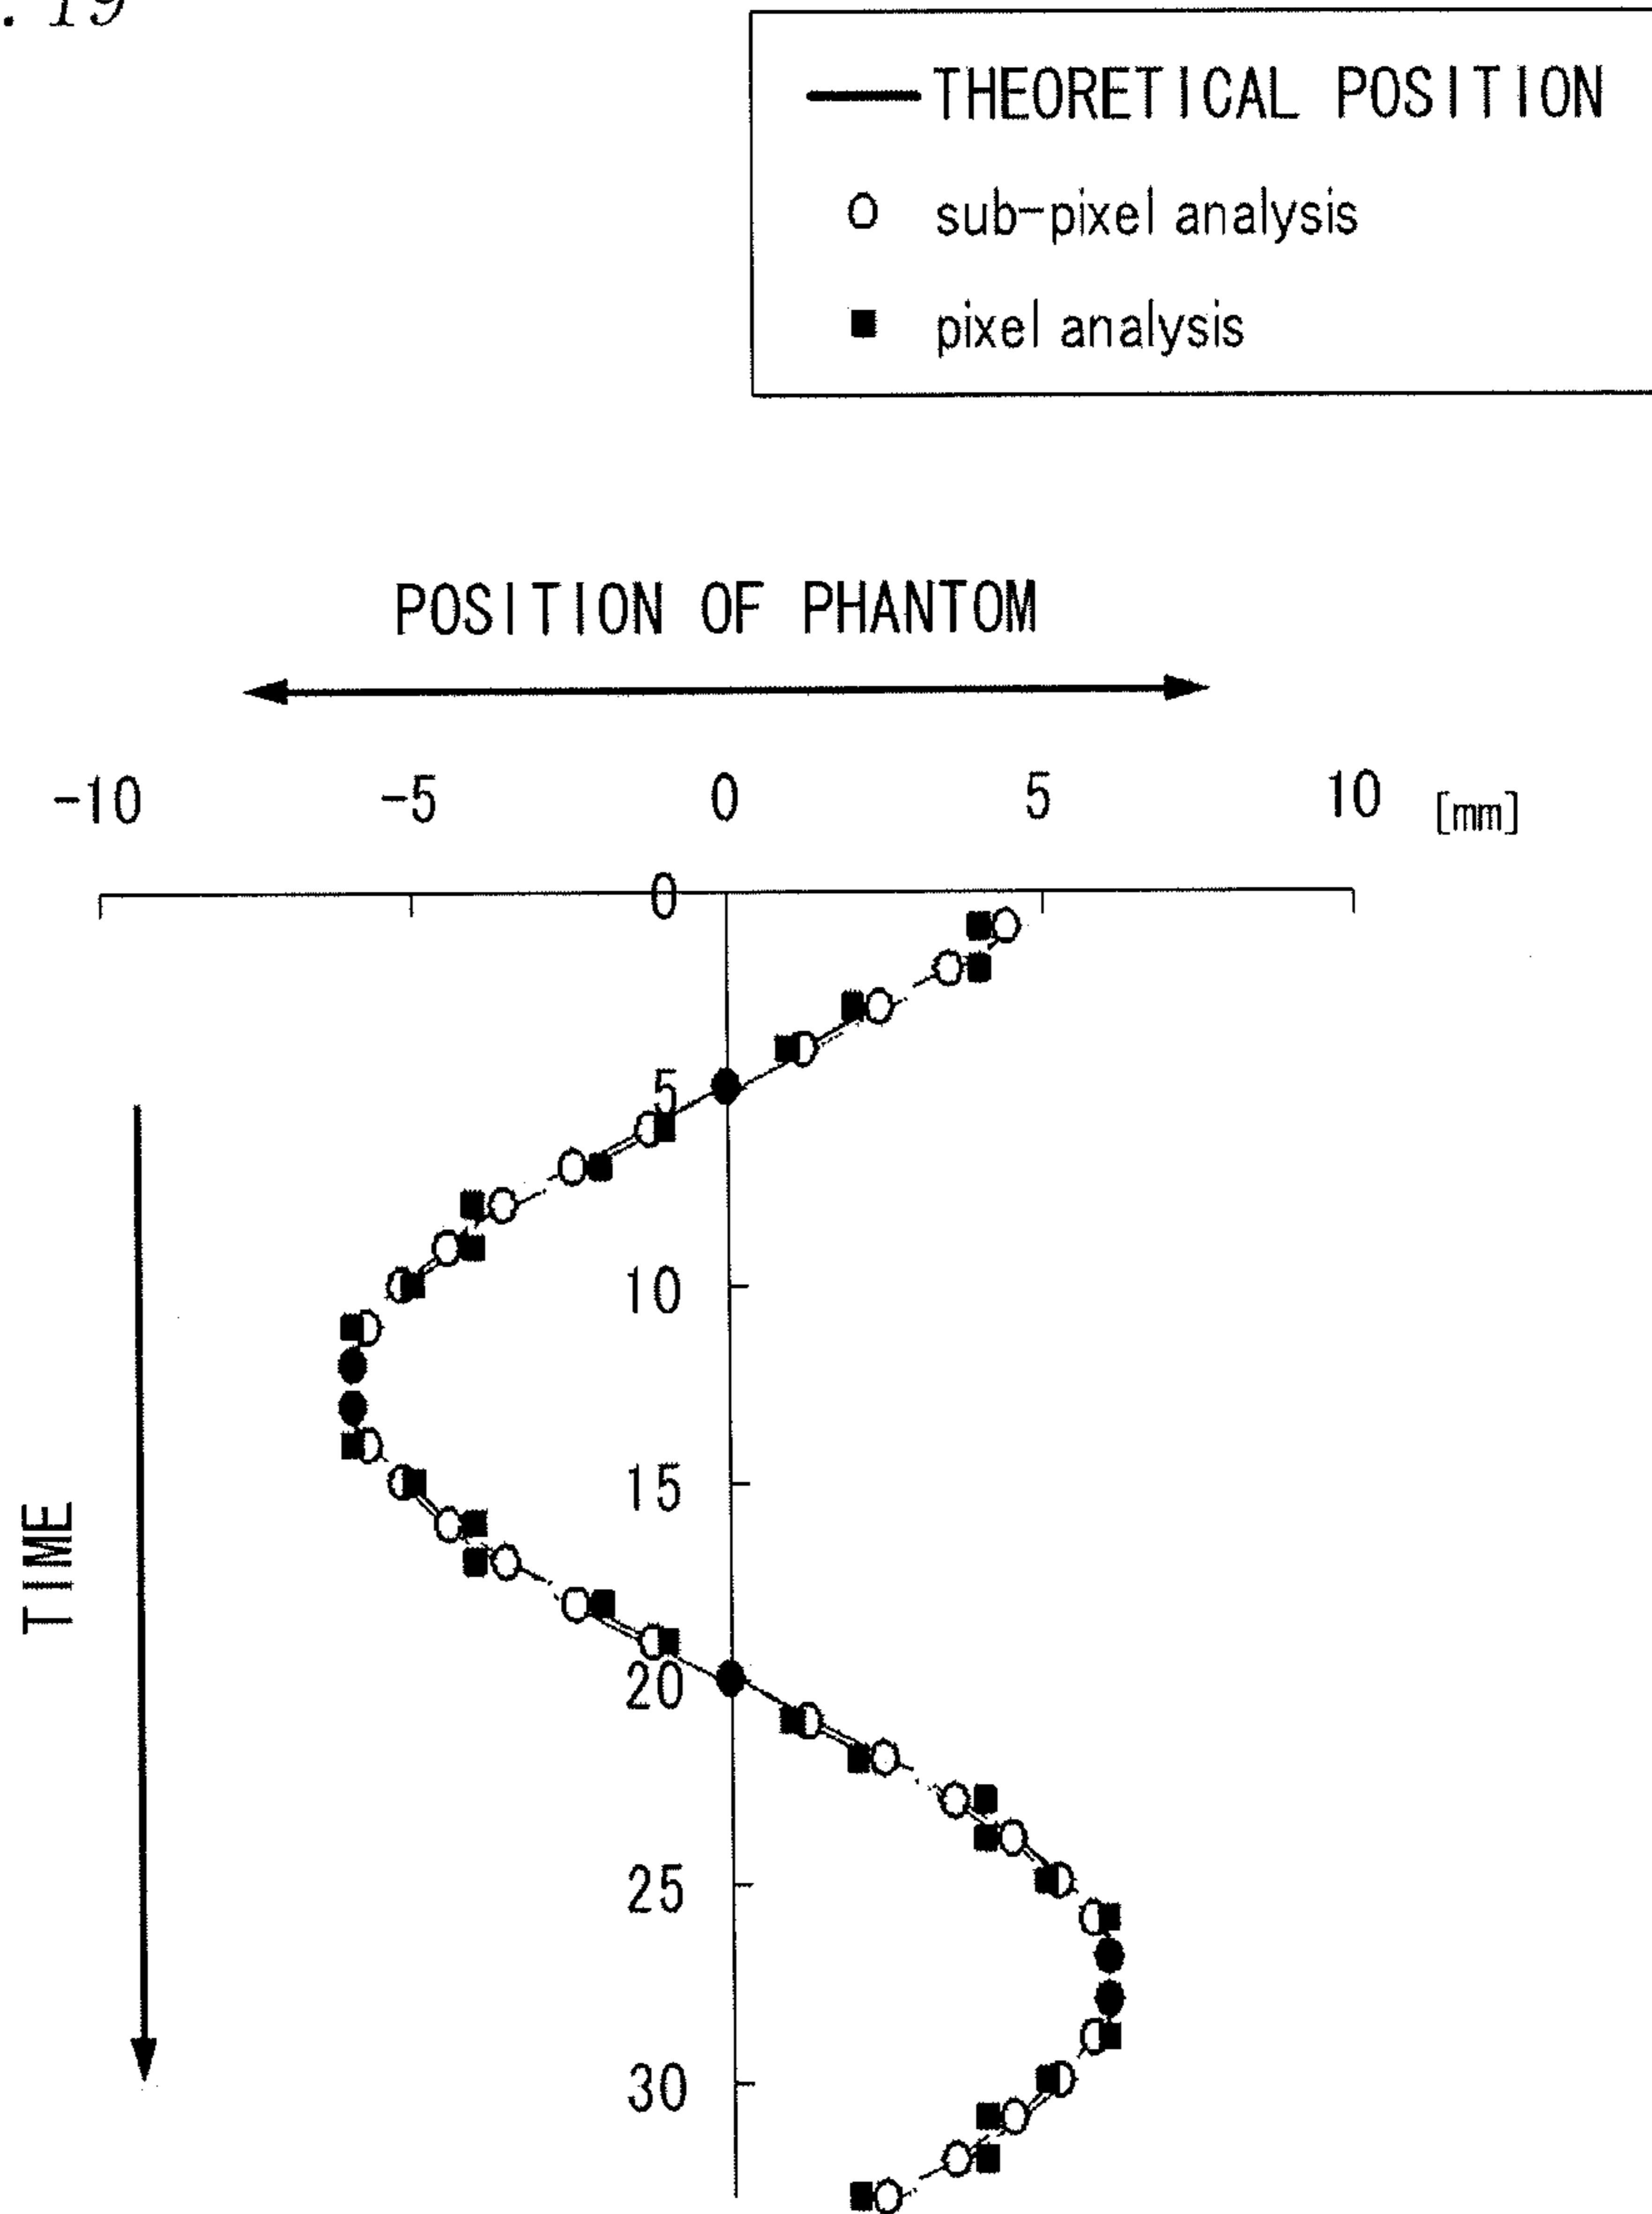 . 19
THEORETICAL POSITION
sub-pixel analysis
pixel analysis
POSITION OF PHANTOM
-10 -5 0 5 10 [mm]
0
5
10
15
20
25
30
TIME